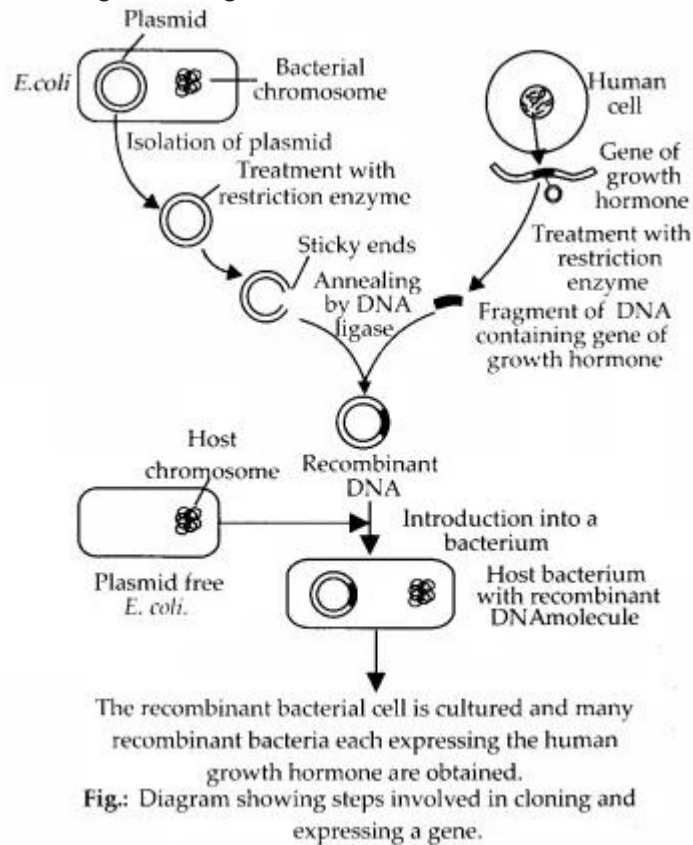 Plasmid
E.coli
Bacterial
chromosome
Human
cell
Isolation of plasmid
Treatment with
restriction enzyme
Gene of
growth
hormone
Sticky ends
Annealing
by DNA
ligase
Treatment with
restriction
enzyme
Fragment of DNA
containing gene of
growth hormone
Host
chromosome
Recombinant
DNA
Introduction into a
bacterium
Plasmid free
E. coli.
Host bacterium
with recombinant
DNAmolecule
The recombinant bacterial cell is cultured and many
recombinant bacteria each expressing the human
growth hormone are obtained.
Fig.: Diagram showing steps involved in cloning and
expressing a gene.